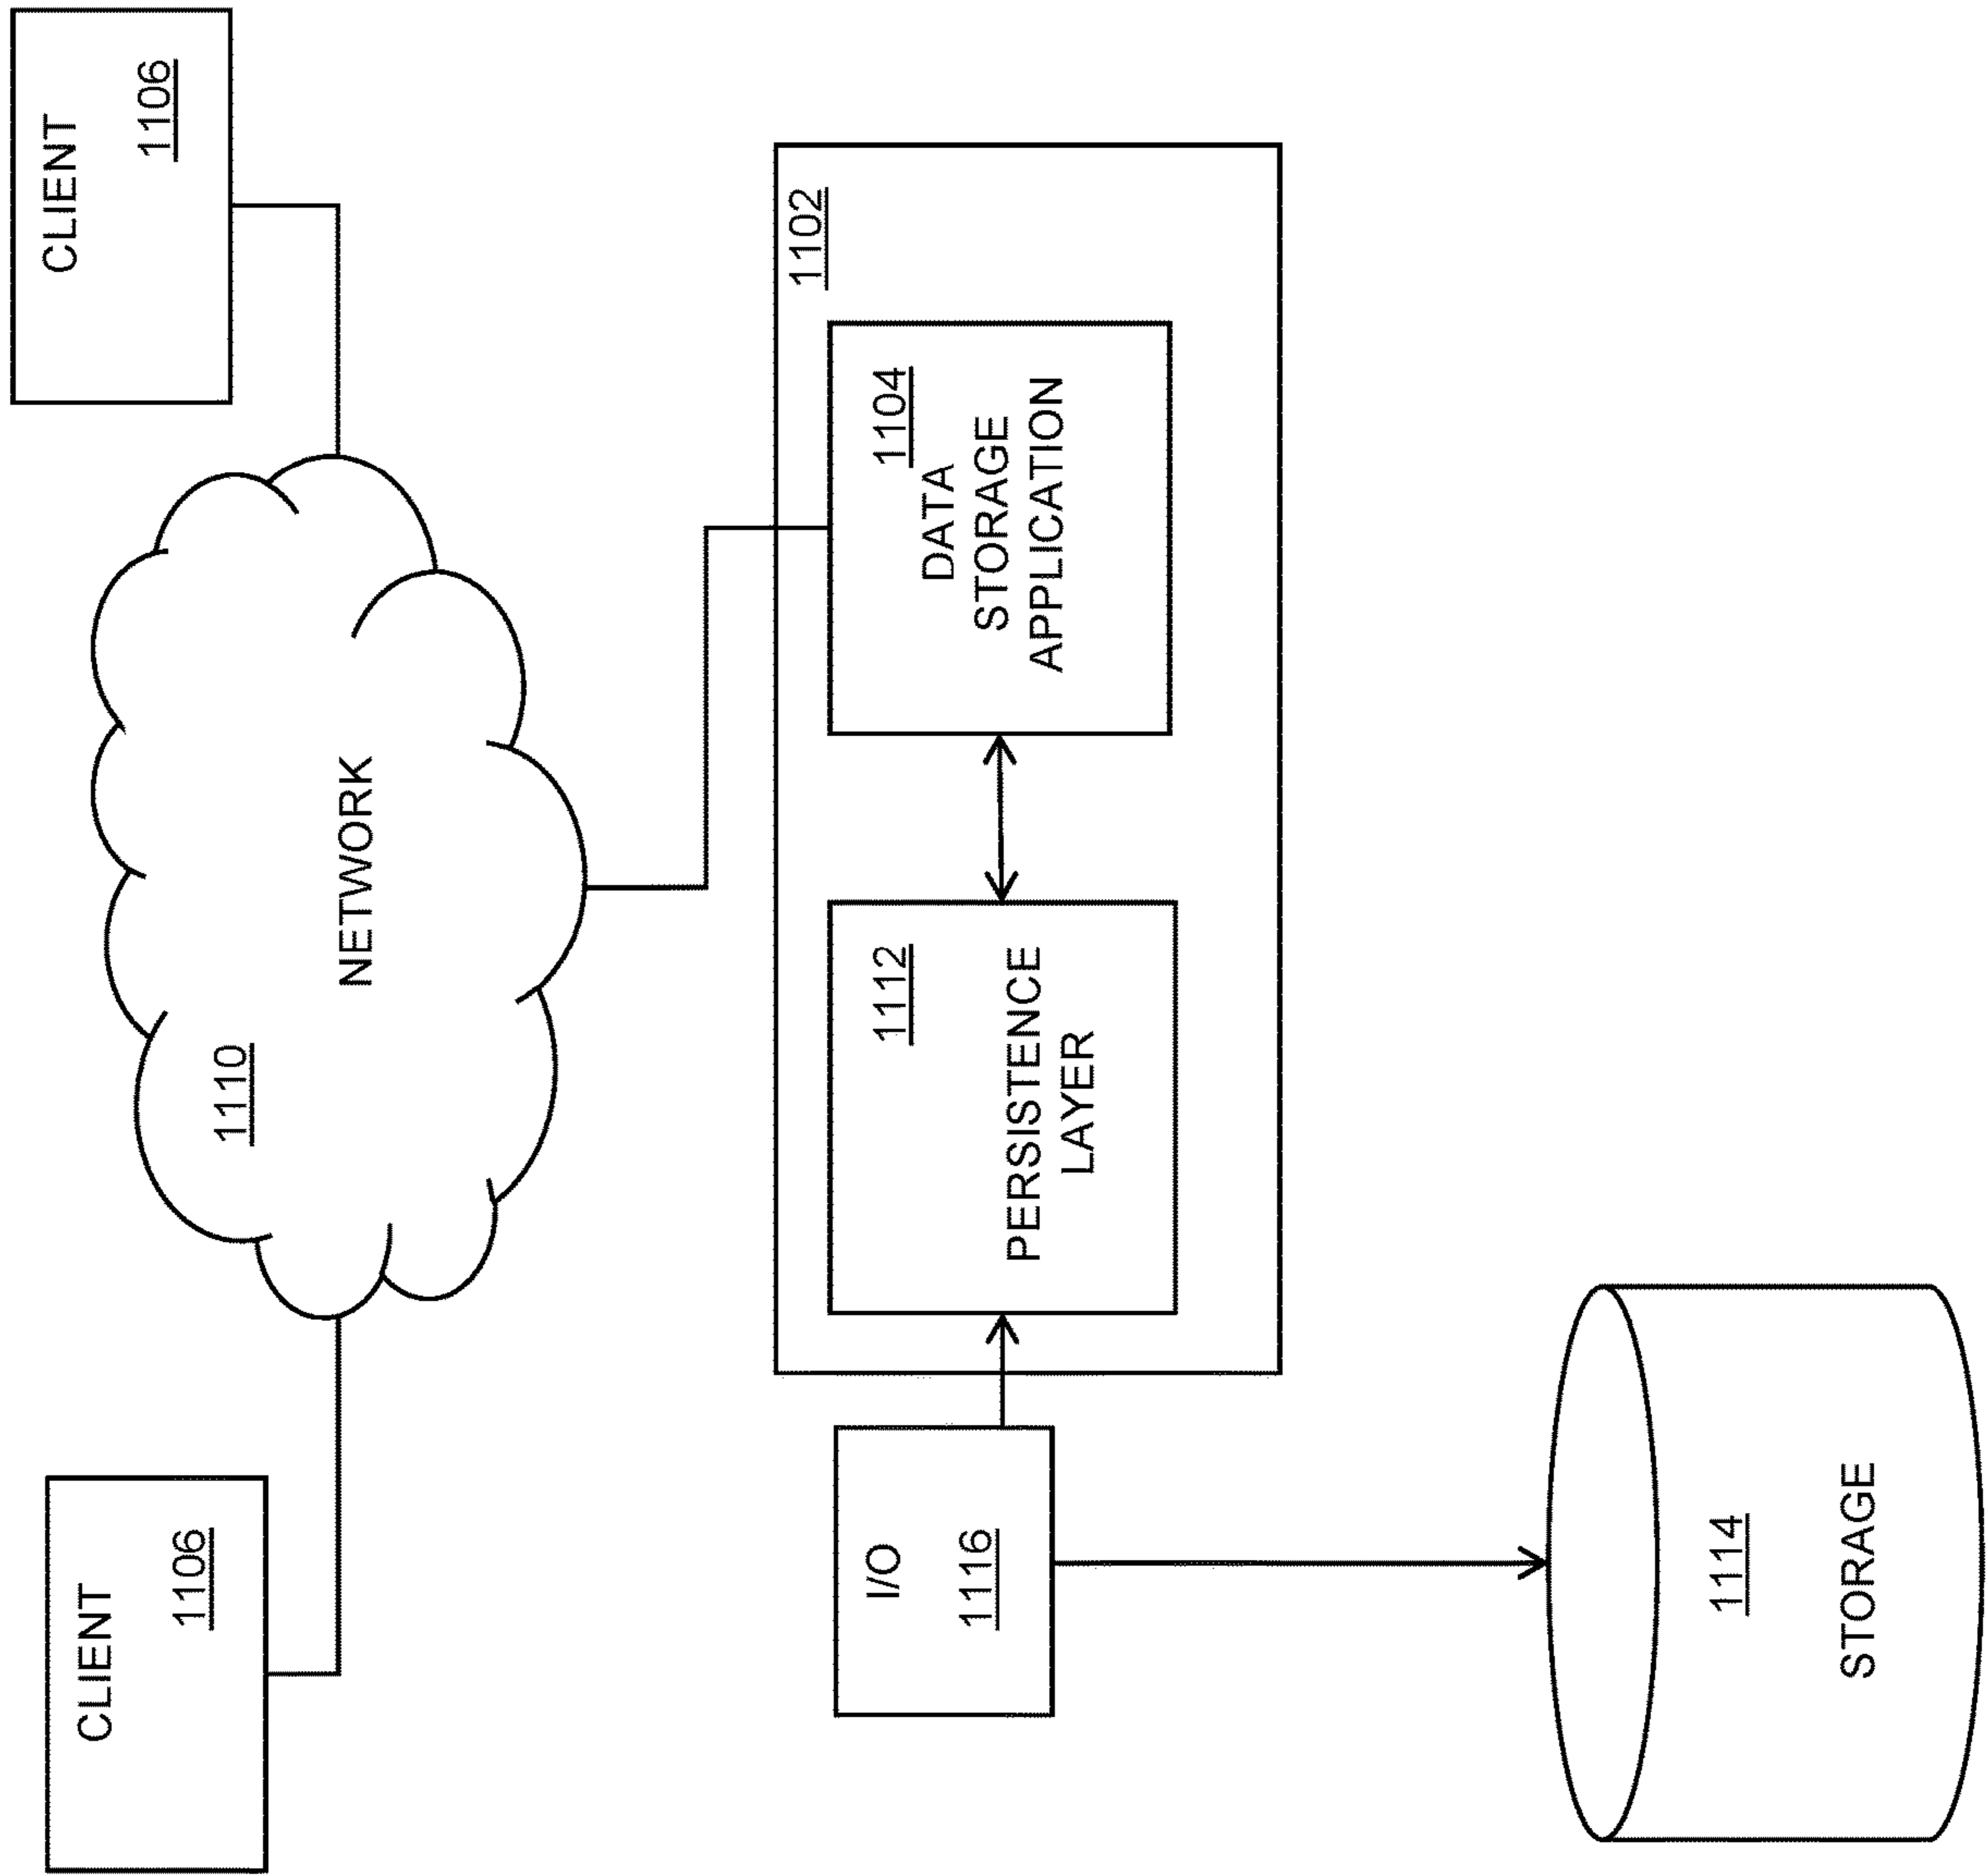 CLIENT
1106
CLIENT
1106
1110
NETWORK
1102
1112
PERSISTENCE
LAYER
1104
DATA
STORAGE
APPLICATION
I/O
1116
1114
STORAGE